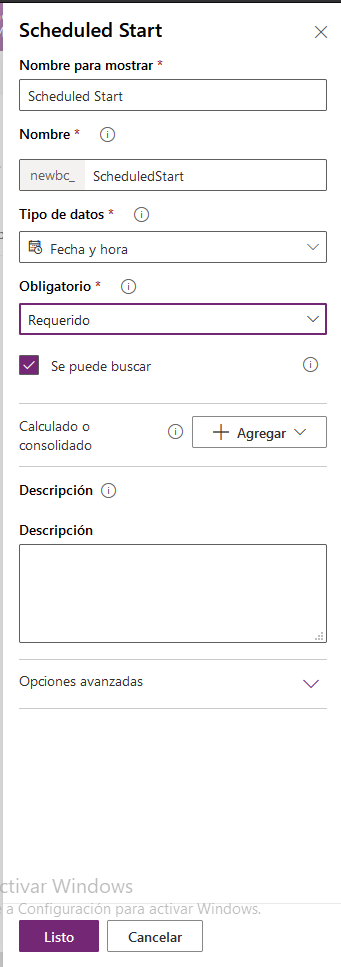 Scheduled Start
Nombre para mostrar *
Scheduled Start
Nombre *
newbc_ ScheduledStart
Tipo de datos *
Fecha y hora
Obligatorio *
Requerido
Se puede buscar
Calculado o
consolidado
Agregar
Descripción
Descripción
Opciones avanzadas
ctivar Windows
e a Configuración para activar Windows.
Listo
Cancelar